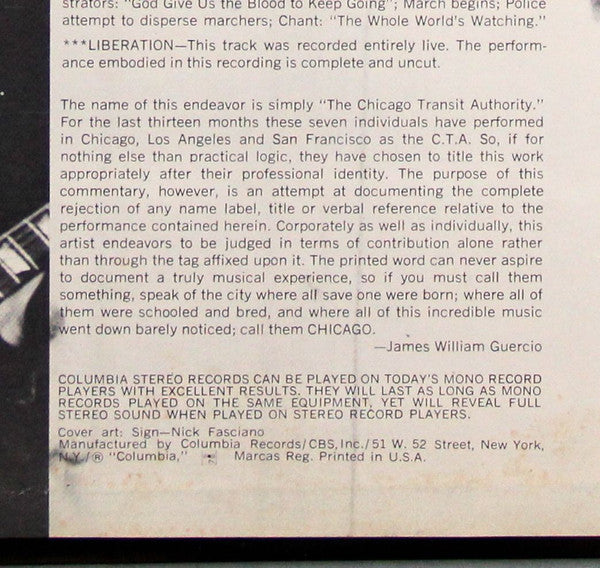 strators: "God Give Us the Blood to Keep Going"; March begins; Police
attempt to disperse marchers; Chant: "The Whole World's Watching."
***LIBERATION—This track was recorded entirely live. The perform-
ance embodied in this recording is complete and uncut.
The name of this endeavor is simply "The Chicago Transit Authority."
For the last thirteen months these seven individuals have performed
in Chicago, Los Angeles and San Francisco as the C.T.A. So, if for
nothing else than practical logic, they have chosen to title this work
appropriately after their professional identity. The purpose of this
commentary, however, is an attempt at documenting the complete
rejection of any name label, title or verbal reference relative to the
performance contained herein. Corporately as well as individually, this
artist endeavors to be judged in terms of contribution alone rather
than through the tag affixed upon it. The printed word can never aspire
to document a truly musical experience, so if you must call them
something, speak of the city where all save one were born; where all of
them were schooled and bred, and where all of this incredible music
went down barely noticed; call them CHICAGO.
—James William Guercio
COLUMBIA STEREO RECORDS CAN BE PLAYED ON TODAY'S MONO RECORD
PLAYERS WITH EXCELLENT RESULTS. THEY WILL LAST AS LONG AS MONO
RECORDS PLAYED ON THE SAME EQUIPMENT, YET WILL REVEAL FULL
STEREO SOUND WHEN PLAYED ON STEREO RECORD PLAYERS.
Cover art: Sign—Nick Fasciano
Manufactured by Columbia Records/CBS, Inc./51 W. 52 Street, New York,
N.Y./® "Columbia," Marcas Reg. Printed in U.S.A.